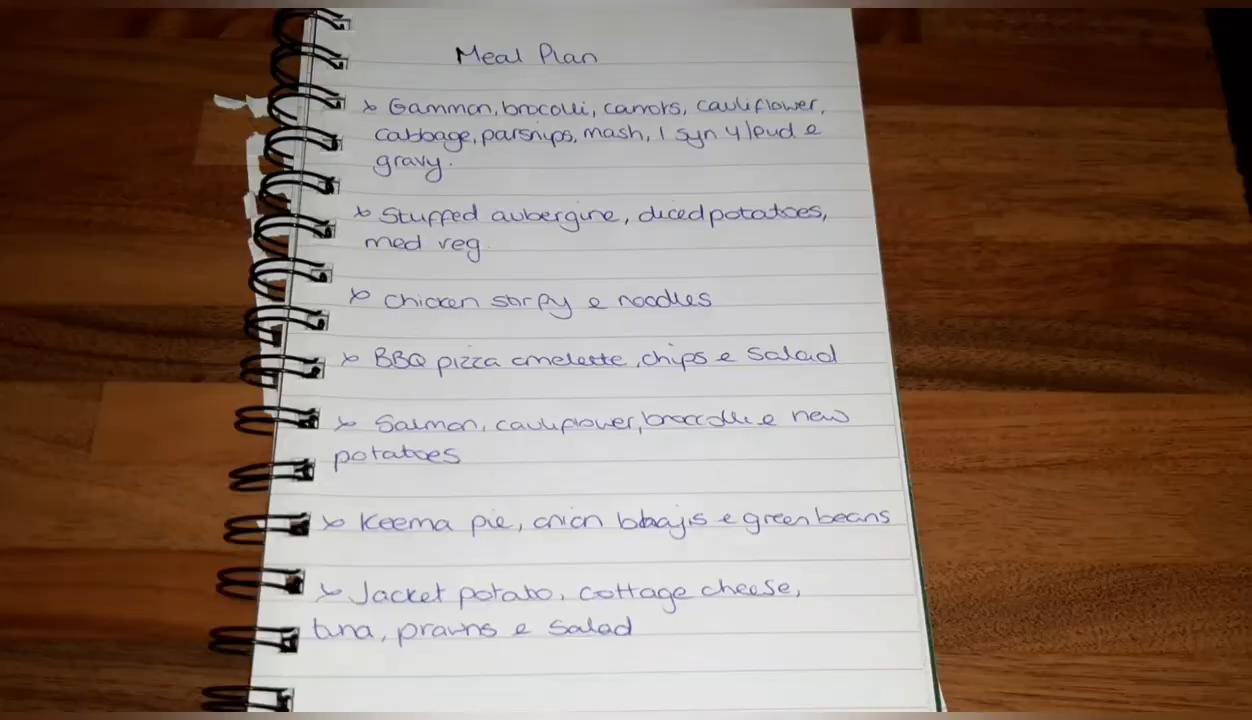 Meal Plan
x Gammon, brocolli, carrots, cauliflower,
cabbage, parsnips, mash, 1 syn y/pud e
gravy.
x Stuffed aubergine, diced potatoes,
med veg
x Chicken stirfry e noodles
x BBQ pizza omelette, chips e salad
x Salmon, cauliflower, broccolli e new
potatoes
x Keema pie, onion bhajis e green beans
x Jacket potato, cottage cheese,
tuna, prawns e salad